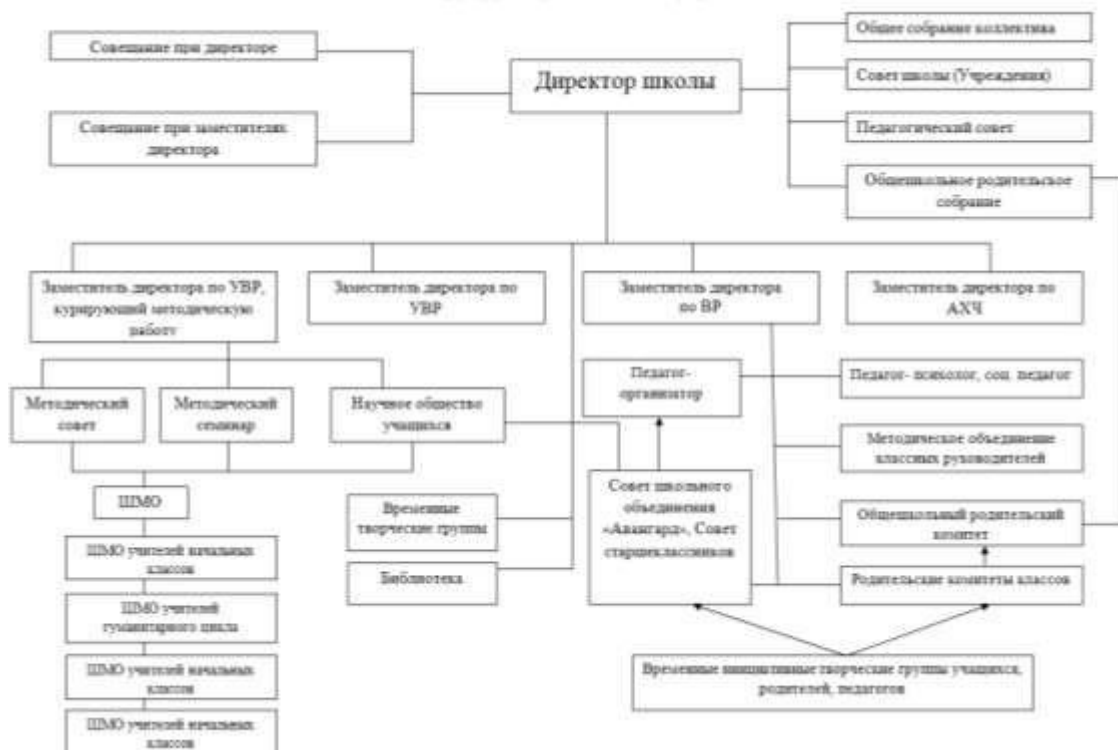 Совещание при директоре
Директор школы
Общее собрание коллектива
Совет школы (Учреждения)
Совещание при заместителях
директора
Педагогический совет
Общешкольное родительское
собрание
Заместитель директора по УВР,
курирующий методическую
работу
Заместитель директора по
УВР
Заместитель директора
по ВР
Заместитель директора по
АХЧ
Методический
совет
Методический
семинар
Научное общество
учащихся
Педагог-
организатор
Педагог- психолог, соц. педагог
Методическое объединение
классных руководителей
ШМО
Временные
творческие группы
Совет школьного
объединения
«Авангард», Совет
старшеклассников
Общешкольный родительский
комитет
ШМО учителей начальных
классов
Библиотека
Родительские комитеты классов
ШМО учителей
гуманитарного цикла
ШМО учителей начальных
классов
Временные инициативные творческие группы учащихся,
родителей, педагогов
ШМО учителей начальных
классов